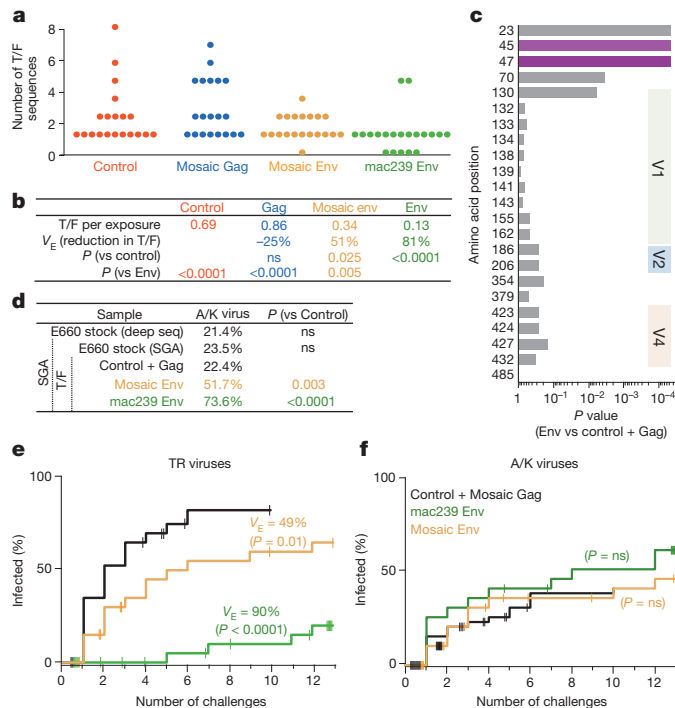 a
Number of T/F
sequences
8
6
4
2
0
Control
Mosaic Gag
Mosaic Env
mac239 Env
b
Control Gag Mosaic env Env
T/F per exposure 0.69 0.86 0.34 0.13
VE (reduction in T/F) –25% 51% 81%
P (vs control) ns 0.025 <0.0001
P (vs Env) <0.0001 <0.0001 0.005
d
Sample A/K virus P (vs Control)
E660 stock (deep seq) 21.4% ns
E660 stock (SGA) 23.5% ns
Control + Gag 22.4%
Mosaic Env 51.7% 0.003
mac239 Env 73.6% <0.0001
SGA
T/F
c
Amino acid position
23
45
47
70
130
132
133
134
138
139
141
143
155
162
186
206
354
379
423
424
427
432
485
V1
V2
V4
1 10⁻¹ 10⁻² 10⁻³ 10⁻⁴
P value
(Env vs control + Gag)
e
TR viruses
Infected (%)
100
50
0
VE = 49%
(P = 0.01)
VE = 90%
(P < 0.0001)
0 2 4 6 8 10 12
Number of challenges
f
A/K viruses
Infected (%)
100
50
0
Control + Mosaic Gag
mac239 Env
Mosaic Env
(P = ns)
(P = ns)
0 2 4 6 8 10 12
Number of challenges